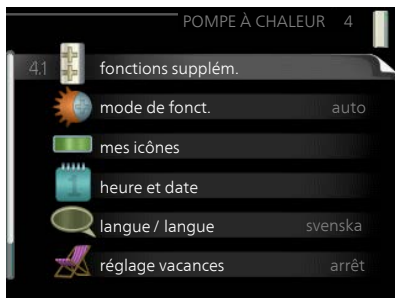 POMPE À CHALEUR 4
4.1 fonctions supplém.
mode de fonct. auto
mes icônes
1
heure et date
langue / langue svenska
réglage vacances arrêt